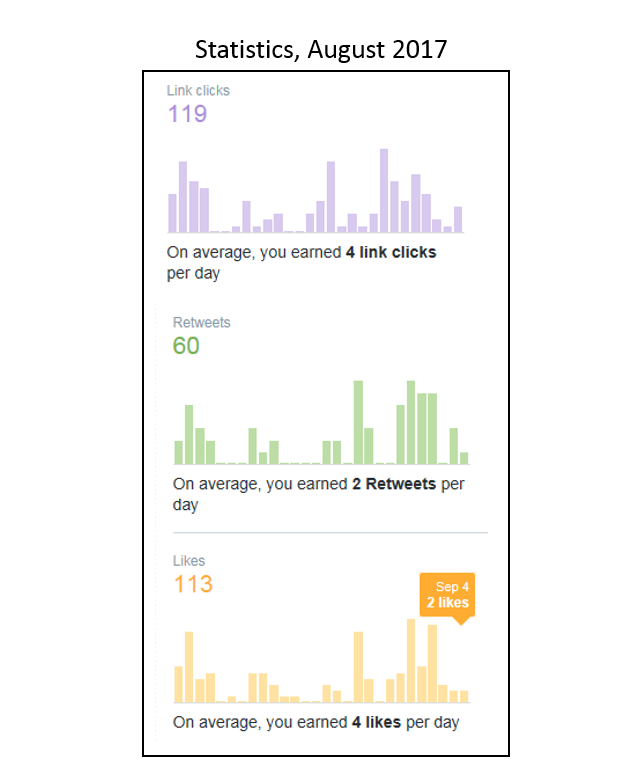 Statistics, August 2017
Link clicks
119
On average, you earned 4 link clicks
per day
Retweets
60
On average, you earned 2 Retweets per
day
Likes
113
Sep 4
2 likes
On average, you earned 4 likes per day